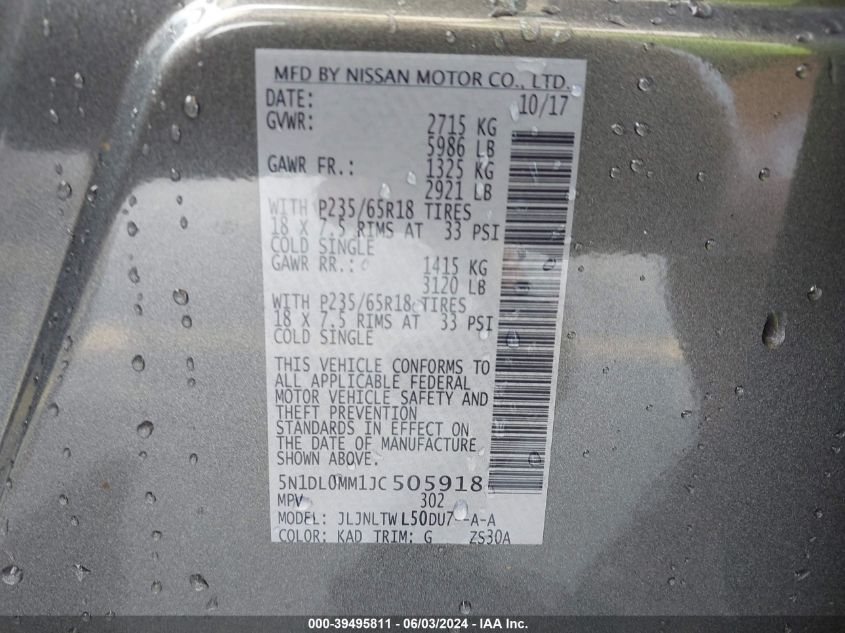 MFD BY NISSAN MOTOR CO., LTD.
DATE: 10/17
GVWR: 2715 KG
5986 LB
GAWR FR.: 1325 KG
2921 LB
WITH P235/65R18 TIRES
18 X 7.5 RIMS AT 33 PSI
COLD SINGLE
GAWR RR.: 1415 KG
3120 LB
WITH P235/65R18 TIRES
18 X 7.5 RIMS AT 33 PSI
COLD SINGLE
THIS VEHICLE CONFORMS TO
ALL APPLICABLE FEDERAL
MOTOR VEHICLE SAFETY AND
THEFT PREVENTION
STANDARDS IN EFFECT ON
THE DATE OF MANUFACTURE
SHOWN ABOVE.
5N1DL0MM1JC505918
MPV 302
MODEL: JLJNLTWL50DU7--A-A
COLOR: KAD TRIM: G ZS30A
000-39495811 - 06/03/2024 - IAA Inc.